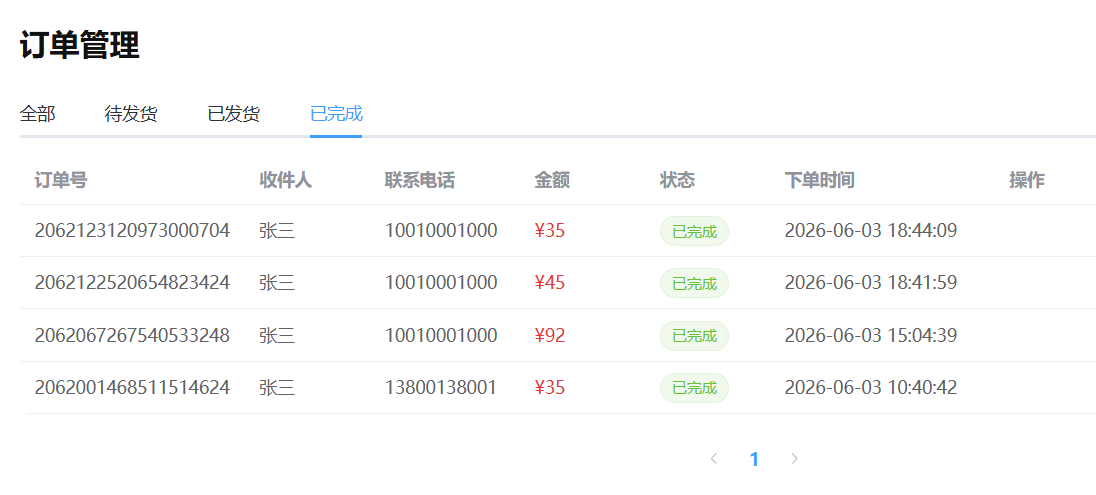 订单管理
全部 待发货 已发货 已完成
订单号 收件人 联系电话 金额 状态 下单时间 操作
2062123120973000704 张三 10010001000 ¥35 已完成 2026-06-03 18:44:09
2062122520654823424 张三 10010001000 ¥45 已完成 2026-06-03 18:41:59
2062067267540533248 张三 10010001000 ¥92 已完成 2026-06-03 15:04:39
2062001468511514624 张三 13800138001 ¥35 已完成 2026-06-03 10:40:42
1